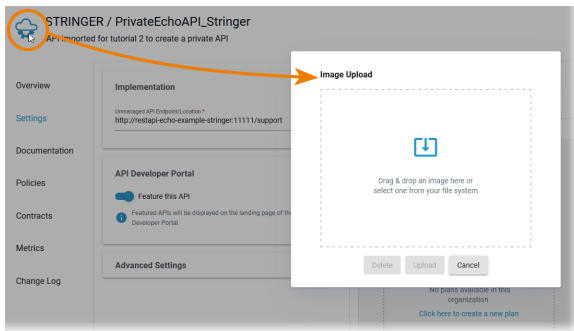 STRINGER / PrivateEchoAPI_Stringer
API imported for tutorial 2 to create a private API
Overview
Settings
Documentation
Policies
Contracts
Metrics
Change Log
Implementation
Unmanaged API Endpoint/Location *
http://restapi-echo-example-stringer:11111/support
API Developer Portal
Feature this API
Featured APIs will be displayed on the landing page of the
Developer Portal
Advanced Settings
Image Upload
Drag & drop an image here or
select one from your file system
Delete
Upload
Cancel
No plans available in this
organization
Click here to create a new plan